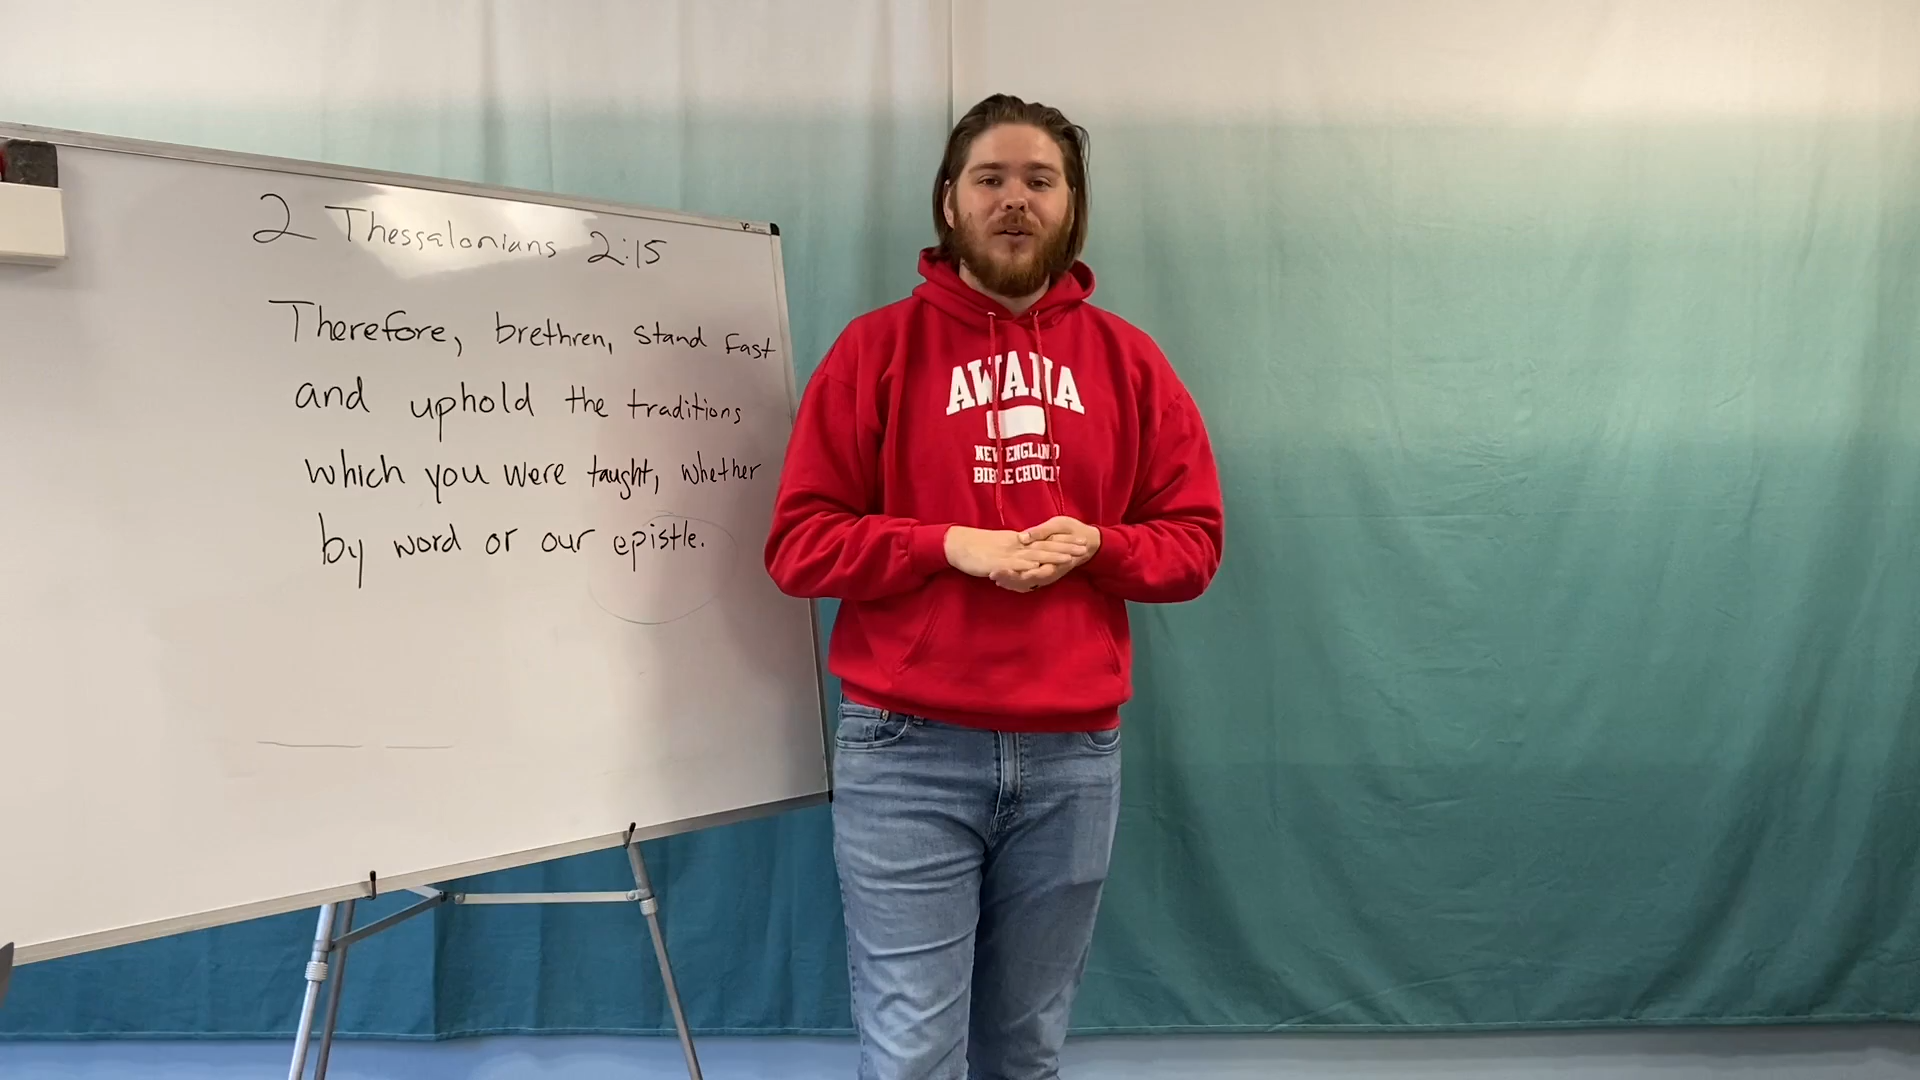 2 Thessalonians 2:15
Therefore, brethren, stand fast
and uphold the traditions
which you were taught, whether
by word or our epistle.
AWANA
NEW ENGLAND
BIBLE CHURCH